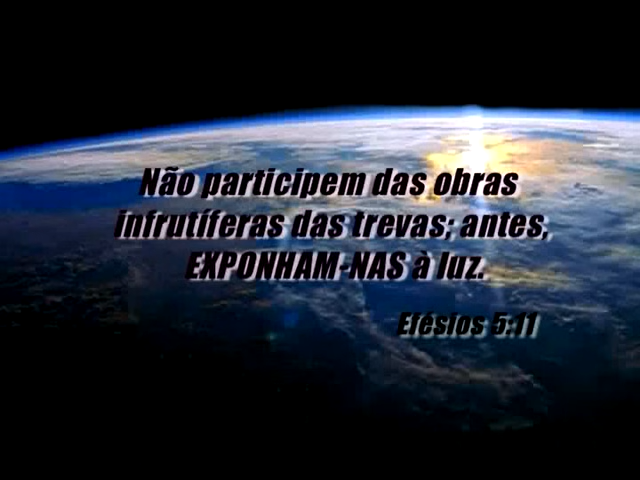 Não participem das obras
infrutíferas das trevas; antes,
EXPONHAM-NAS à luz.
Efésios 5:11